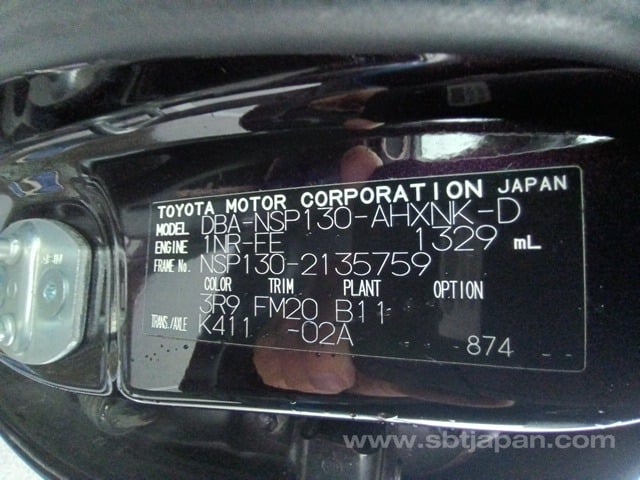 TOYOTA MOTOR CORPORATION JAPAN
MODEL DBA-NSP130-AHXNK-D
ENGINE 1NR-FE 1329 mL
FRAME No. NSP130-2135759
COLOR TRIM PLANT OPTION
3R9 FM20 B11
TRANS./AXLE K411 -02A
874
www.sbtjapan.com